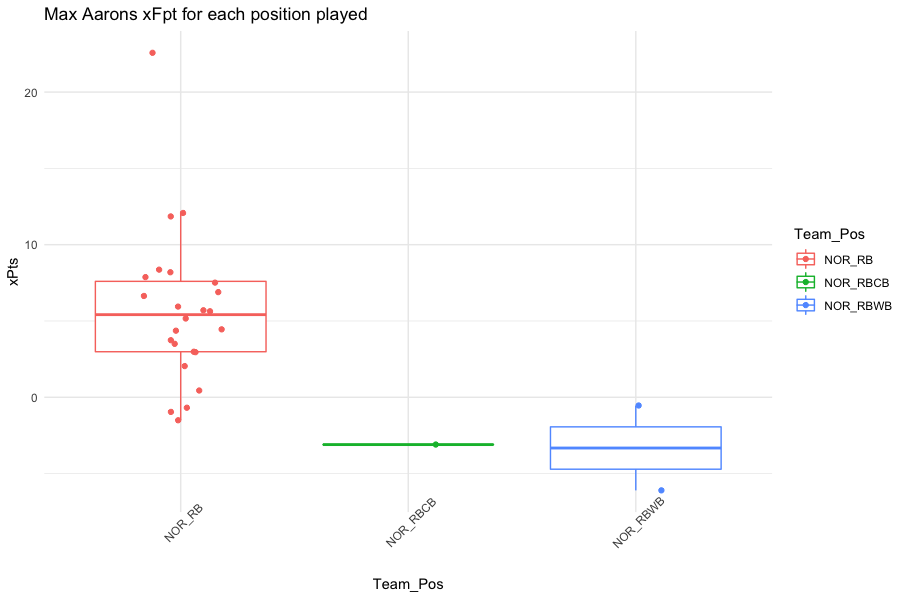 Max Aarons xFpt for each position played
20
10
0
xPts
NOR_RB
NOR_RBCB
NOR_RBWB
Team_Pos
Team_Pos
NOR_RB
NOR_RBCB
NOR_RBWB